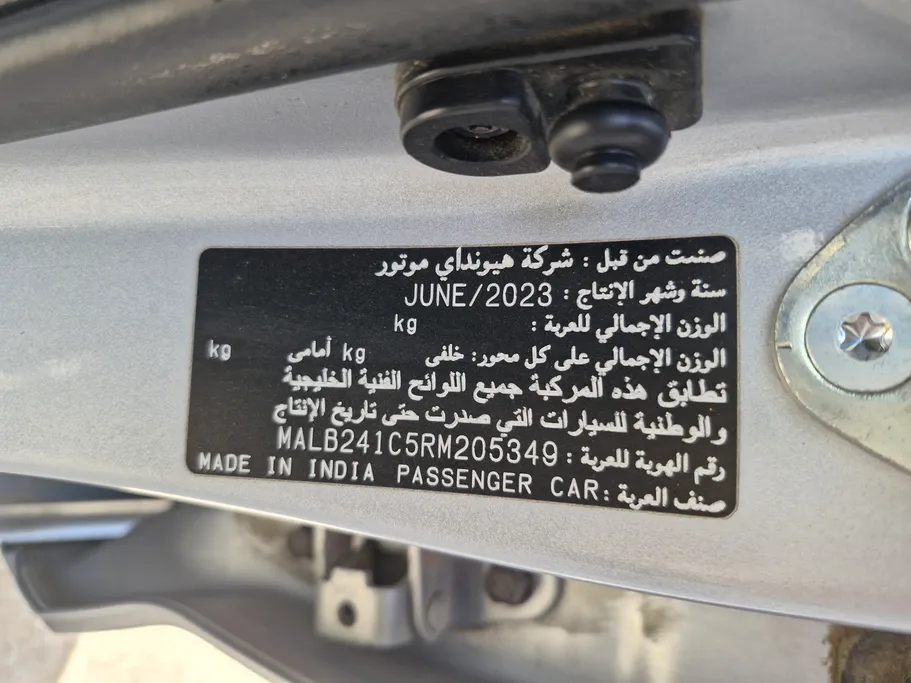 صنعت من قبل : شركة هيونداي موتور
سنة وشهر الإنتاج : JUNE/2023
الوزن الإجمالي للعربة : kg
الوزن الإجمالي على كل محور: خلفى kg أمامى kg
تطابق هذه المركبة جميع اللوائح الفنية الخليجية
والوطنية للسيارات التي صدرت حتى تاريخ الإنتاج
رقم الهوية للعربة : MALB241C5RM205349
صنف العربة : PASSENGER CAR MADE IN INDIA